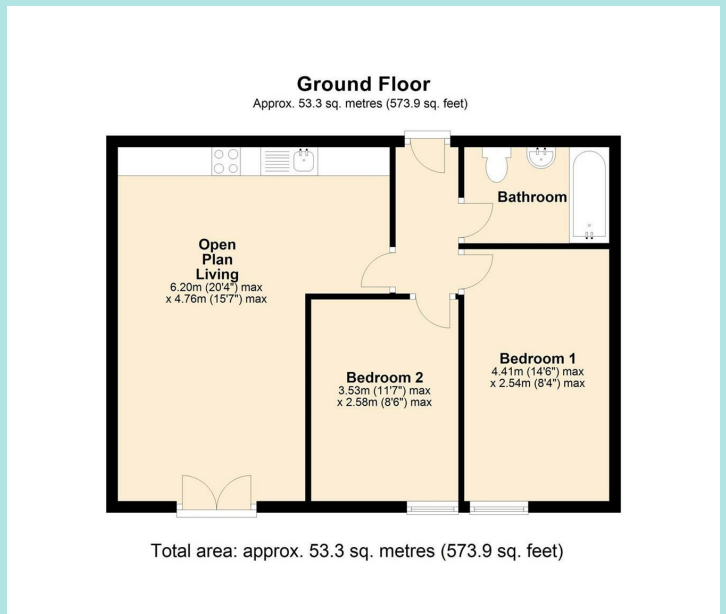 Ground Floor
Approx. 53.3 sq. metres (573.9 sq. feet)
Bathroom
Open
Plan
Living
6.20m (20'4") max
x 4.76m (15'7") max
Bedroom 1
4.41m (14'6") max
x 2.54m (8'4") max
Bedroom 2
3.53m (11'7") max
x 2.58m (8'6") max
Total area: approx. 53.3 sq. metres (573.9 sq. feet)